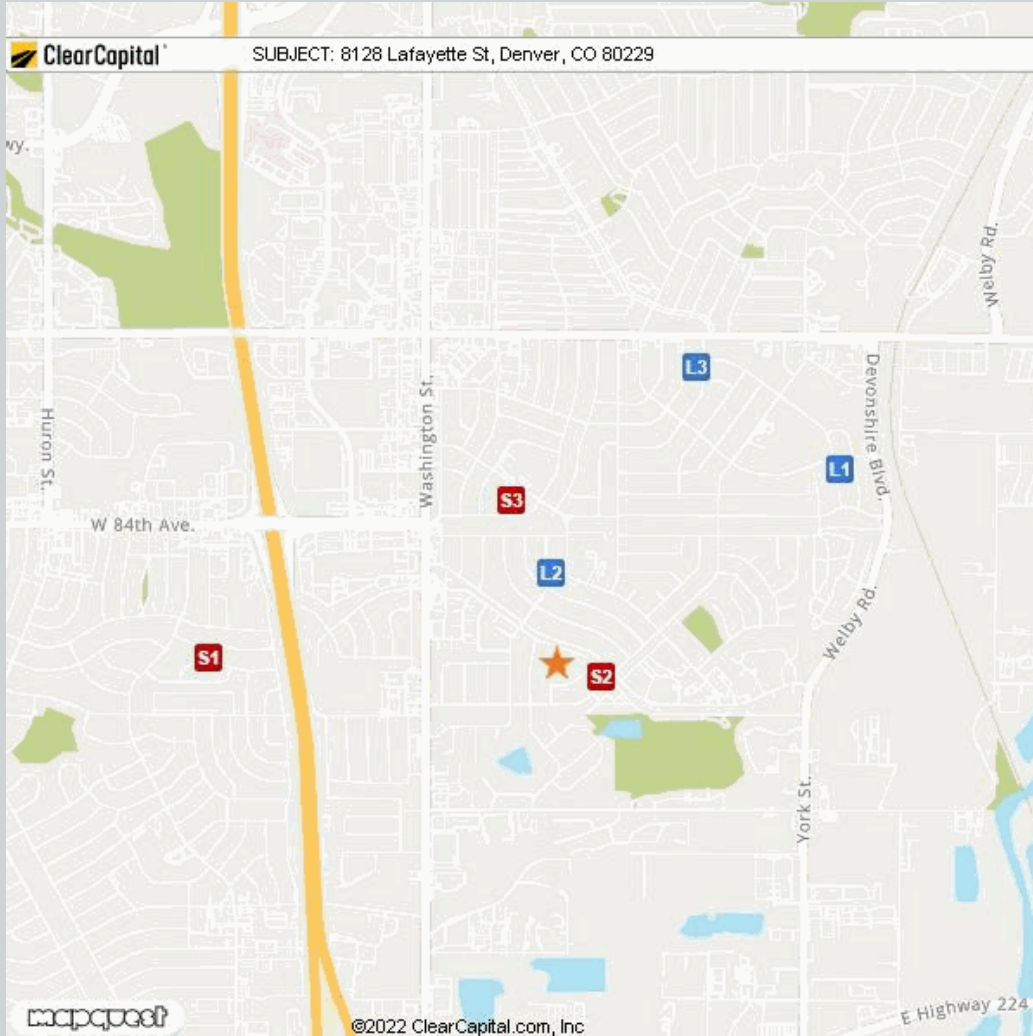 ClearCapital
SUBJECT: 8128 Lafayette St, Denver, CO 80229
wy.
Welby Rd.
L3
Devonshire Blvd.
Washington St.
Huron St.
L1
S3
W 84th Ave.
L2
Welby Rd.
S1
S2
York St.
E Highway 224
mapquest
©2022 ClearCapital.com, Inc